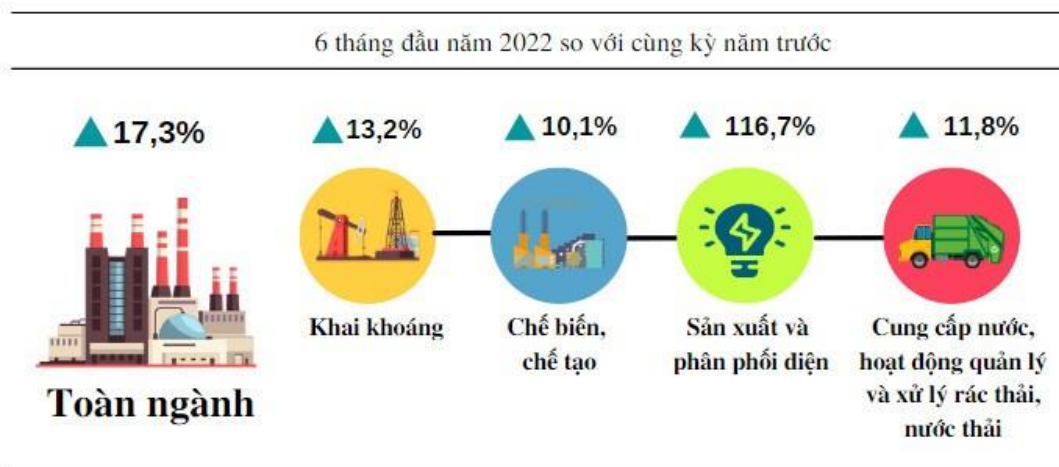 6 tháng đầu năm 2022 so với cùng kỳ năm trước
17,3%
Toàn ngành
13,2%
Khai khoáng
10,1%
Chế biến,
chế tạo
116,7%
Sản xuất và
phân phối điện
11,8%
Cung cấp nước,
hoạt động quản lý
và xử lý rác thải,
nước thải